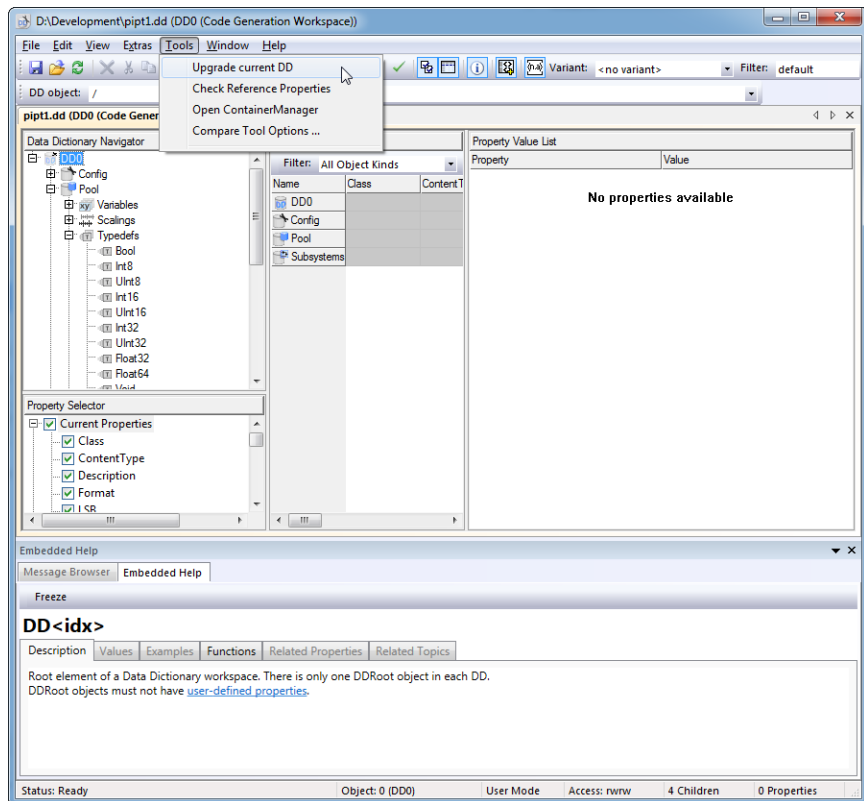 D:\Development\pipt1.dd (DD0 (Code Generation Workspace))
File Edit View Extras Tools Window Help
Upgrade current DD
Check Reference Properties
Open ContainerManager
Compare Tool Options ...
Variant: <no variant> Filter: default
DD object: /
pipt1.dd (DD0 (Code Gener
Data Dictionary Navigator
DD0
Config
Pool
Variables
Scalings
Typedefs
Bool
Int8
UInt8
Int16
UInt16
Int32
UInt32
Float32
Float64
Void
Property Selector
Current Properties
Class
ContentType
Description
Format
LSB
Filter: All Object Kinds
Name Class ContentT
DD0
Config
Pool
Subsystems
Property Value List
Property Value
No properties available
Embedded Help
Message Browser Embedded Help
Freeze
DD<idx>
Description Values Examples Functions Related Properties Related Topics
Root element of a Data Dictionary workspace. There is only one DDRoot object in each DD.
DDRoot objects must not have user-defined properties.
Status: Ready Object: 0 (DD0) User Mode Access: rwrw 4 Children 0 Properties